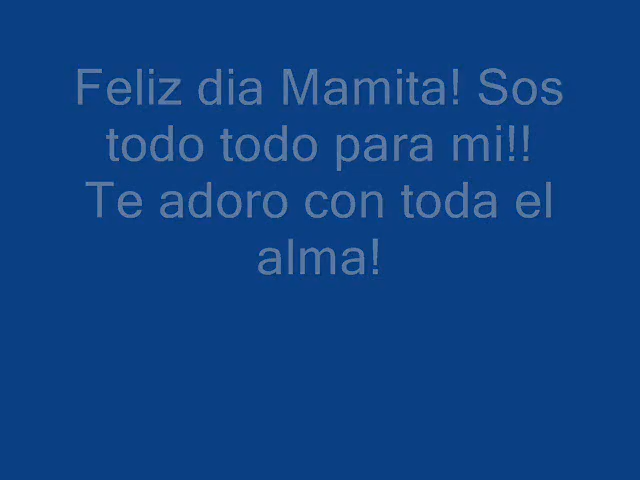 Feliz dia Mamita! Sos
todo todo para mi!!
Te adoro con toda el
alma!